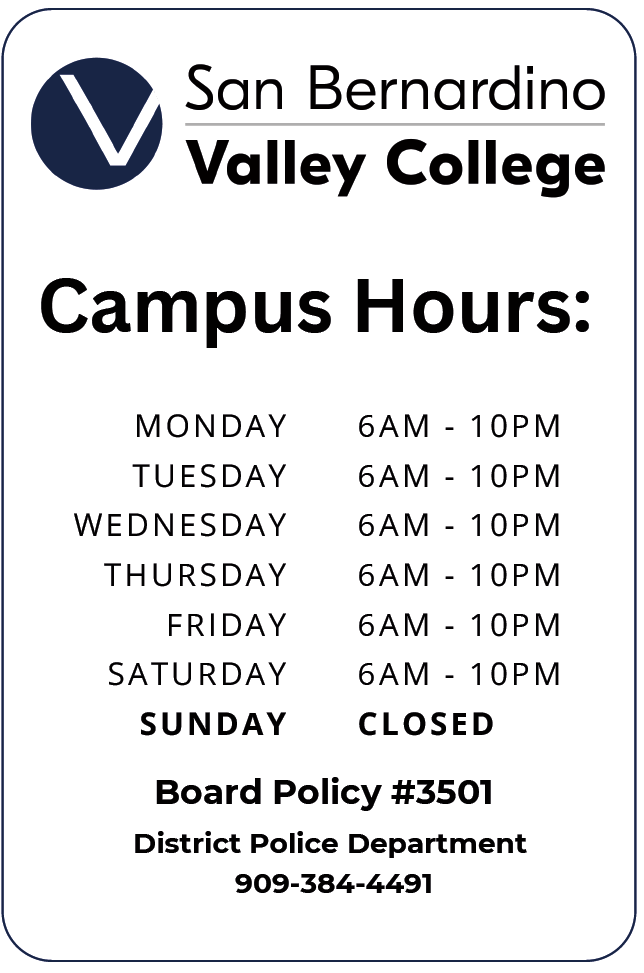 San Bernardino
Valley College
Campus Hours:
MONDAY 6AM - 10PM
TUESDAY 6AM - 10PM
WEDNESDAY 6AM - 10PM
THURSDAY 6AM - 10PM
FRIDAY 6AM - 10PM
SATURDAY 6AM - 10PM
SUNDAY CLOSED
Board Policy #3501
District Police Department
909-384-4491